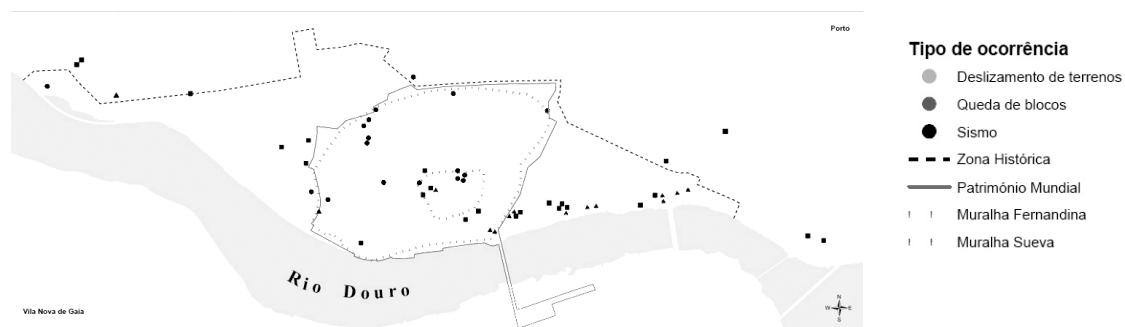 Porto
Rio Douro
Vila Nova de Gaia
N
W E
S
Tipo de ocorrência
Deslizamento de terrenos
Queda de blocos
Sismo
Zona Histórica
Património Mundial
Muralha Fernandina
Muralha Sueva